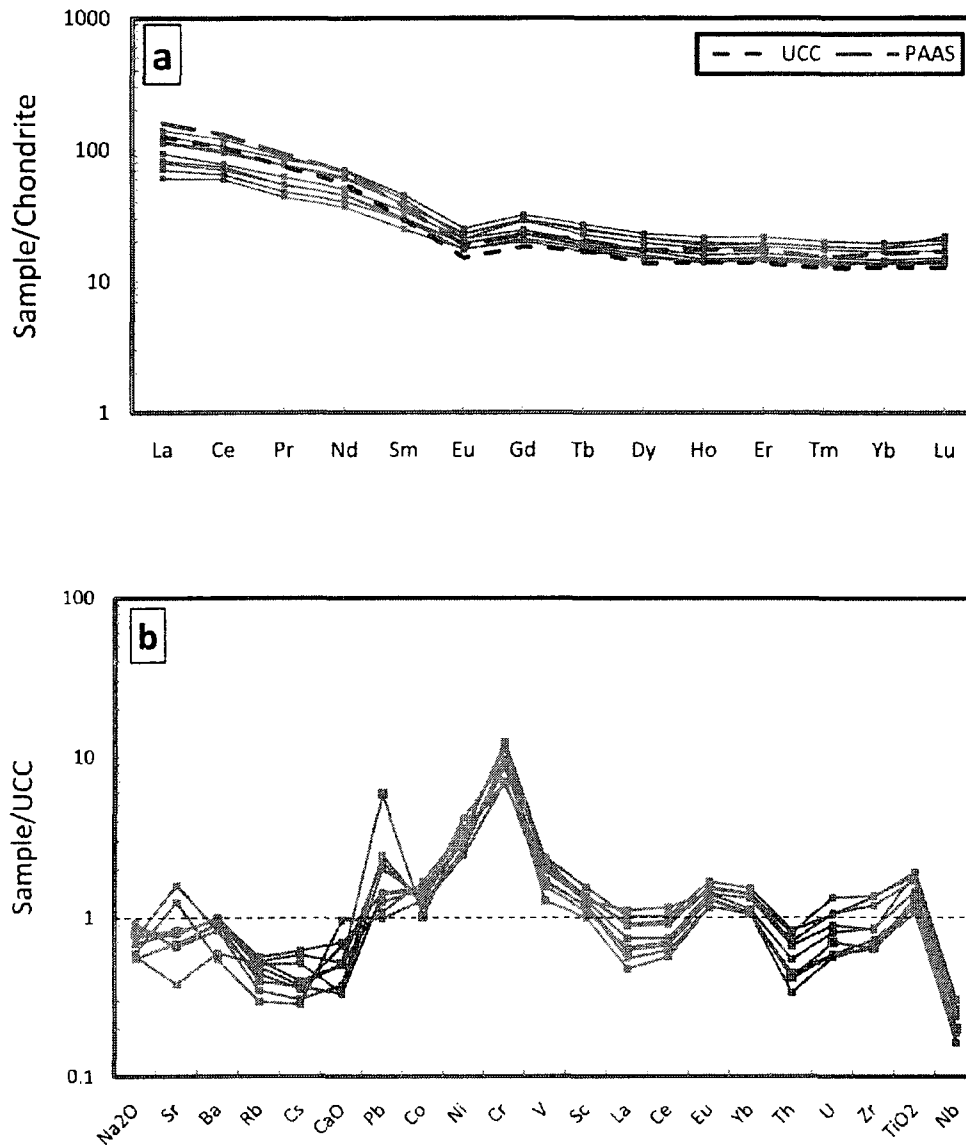 1000
a
UCC
PAAS
100
10
1
Sample/Chondrite
La Ce Pr Nd Sm Eu Gd Tb Dy Ho Er Tm Yb Lu
100
b
10
1
0.1
Sample/UCC
Na2O Sr Ba Rb Cs CaO Pb Co Ni Cr V Sc La Ce Eu Yb Th U Zr TiO2 Nb